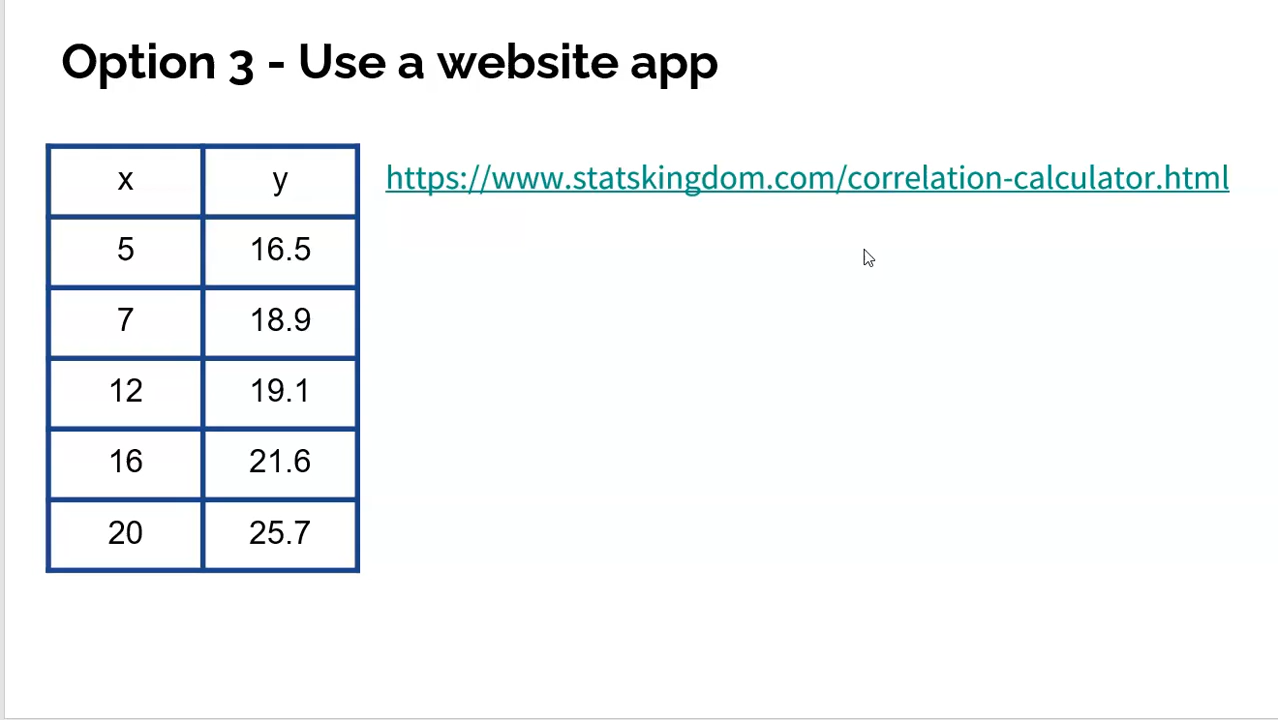 Option 3 - Use a website app
x y
https://www.statskingdom.com/correlation-calculator.html
5 16.5
7 18.9
12 19.1
16 21.6
20 25.7